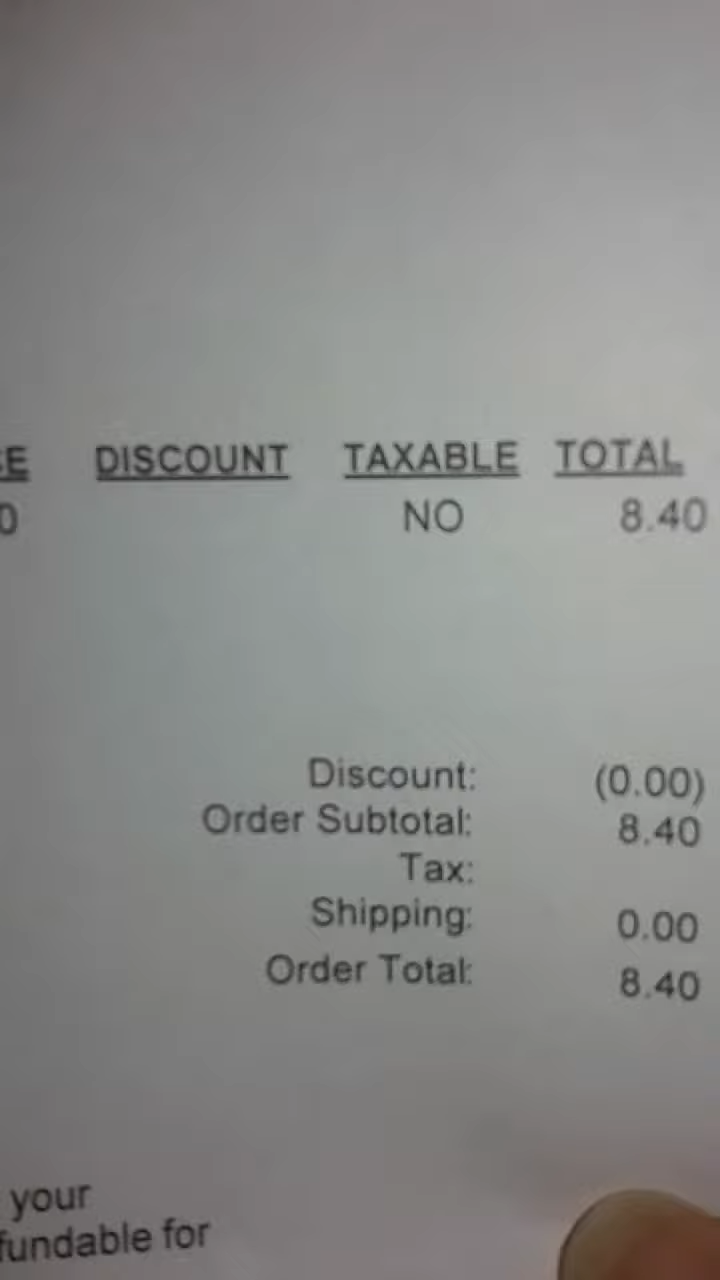 E DISCOUNT TAXABLE TOTAL
0 NO 8.40
Discount: (0.00)
Order Subtotal: 8.40
Tax:
Shipping: 0.00
Order Total: 8.40
your
fundable for